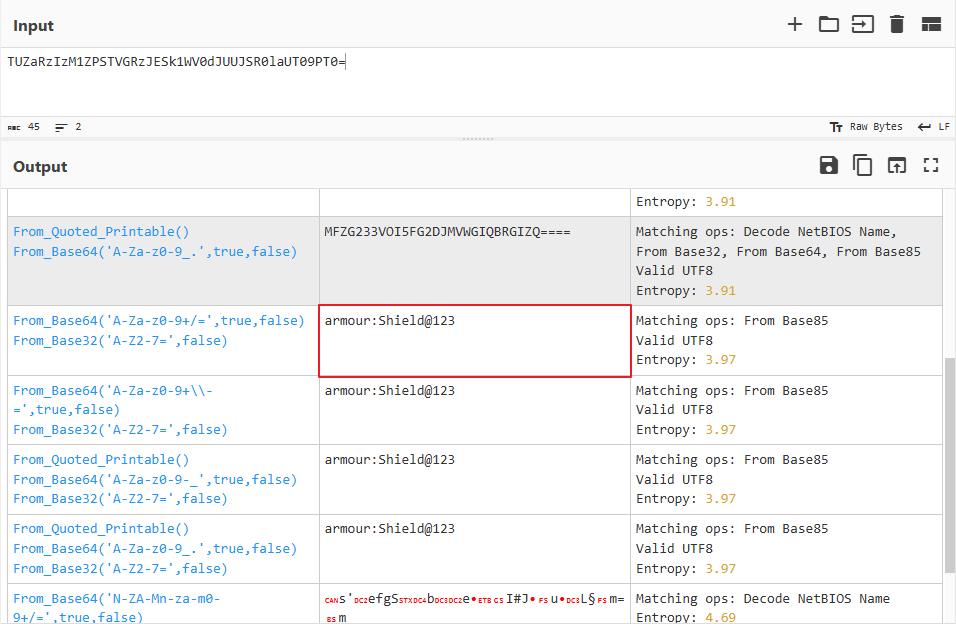 Input
TUZaRzIzM1ZPSTVGRzJESk1WV0dJUUJSR0laUT09PT0=
ABC 45 2 Tт Raw Bytes LF
Output
Entropy: 3.91
From_Quoted_Printable()
From_Base64('A-Za-z0-9_.',true,false)
MFZG233VOI5FG2DJMVWGIQBRGIZQ====
Matching ops: Decode NetBIOS Name,
From Base32, From Base64, From Base85
Valid UTF8
Entropy: 3.91
From_Base64('A-Za-z0-9+/=',true,false)
From_Base32('A-Z2-7=',false)
armour:Shield@123
Matching ops: From Base85
Valid UTF8
Entropy: 3.97
From_Base64('A-Za-z0-9+\\-
=',true,false)
From_Base32('A-Z2-7=',false)
armour:Shield@123
Matching ops: From Base85
Valid UTF8
Entropy: 3.97
From_Quoted_Printable()
From_Base64('A-Za-z0-9-_',true,false)
From_Base32('A-Z2-7=',false)
armour:Shield@123
Matching ops: From Base85
Valid UTF8
Entropy: 3.97
From_Quoted_Printable()
From_Base64('A-Za-z0-9_.',true,false)
From_Base32('A-Z2-7=',false)
armour:Shield@123
Matching ops: From Base85
Valid UTF8
Entropy: 3.97
From_Base64('N-ZA-Mn-za-m0-
9+/=',true,false)
CANs'DC2efgSSTXDC4bDC3DC2e•ETBGSI#J•FSu•DC3L§FSm=
BSm
Matching ops: Decode NetBIOS Name
Entropy: 4.69